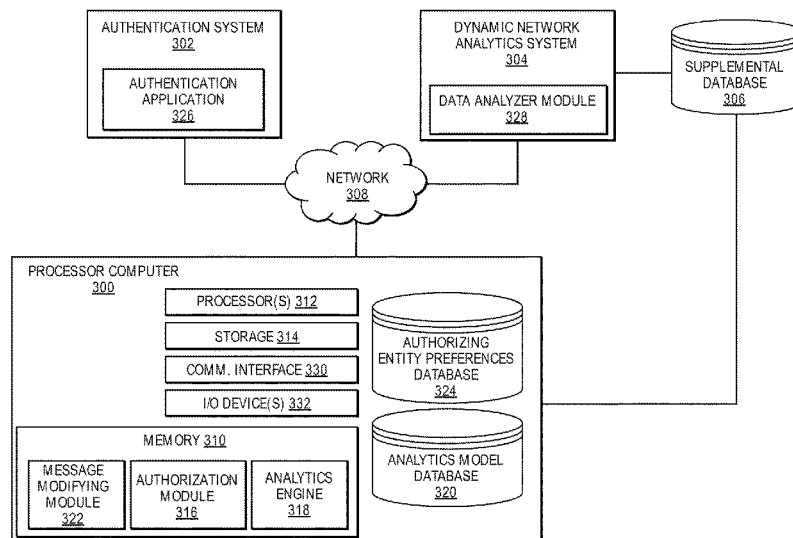 AUTHENTICATION SYSTEM
302
AUTHENTICATION
APPLICATION
326
DYNAMIC NETWORK
ANALYTICS SYSTEM
304
DATA ANALYZER MODULE
328
SUPPLEMENTAL
DATABASE
306
NETWORK
308
PROCESSOR COMPUTER
300
PROCESSOR(S) 312
STORAGE 314
COMM. INTERFACE 330
I/O DEVICE(S) 332
AUTHORIZING
ENTITY PREFERENCES
DATABASE
324
MEMORY 310
MESSAGE
MODIFYING
MODULE
322
AUTHORIZATION
MODULE
316
ANALYTICS
ENGINE
318
ANALYTICS MODEL
DATABASE
320